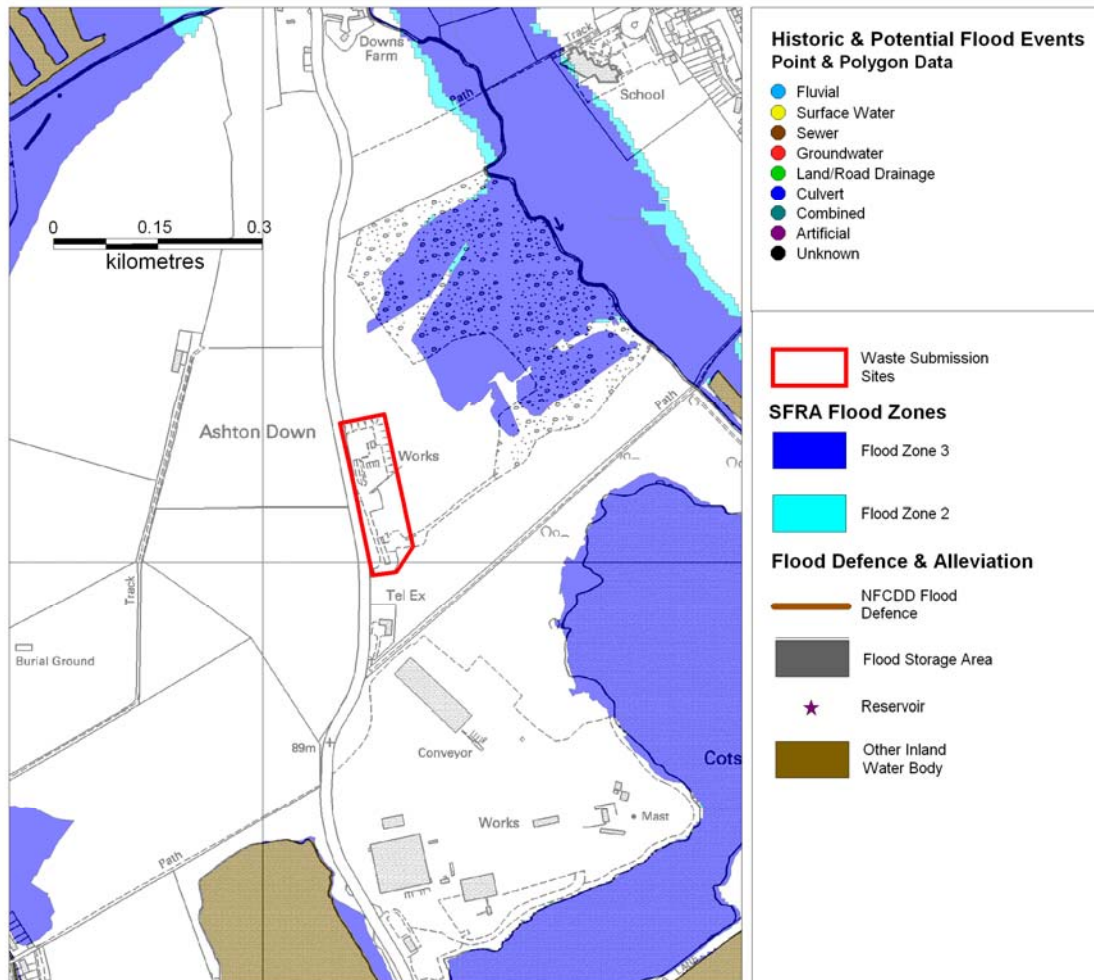 Downs
Farm
Track
Path
School
0
0.15
0.3
kilometres
Ashton Down
Works
Path
Track
Tel Ex
Burial Ground
89m
Conveyor
Cots
Works
Mast
Path
Historic & Potential Flood Events
Point & Polygon Data
Fluvial
Surface Water
Sewer
Groundwater
Land/Road Drainage
Culvert
Combined
Artificial
Unknown
Waste Submission
Sites
SFRA Flood Zones
Flood Zone 3
Flood Zone 2
Flood Defence & Alleviation
NFCDD Flood
Defence
Flood Storage Area
Reservoir
Other Inland
Water Body